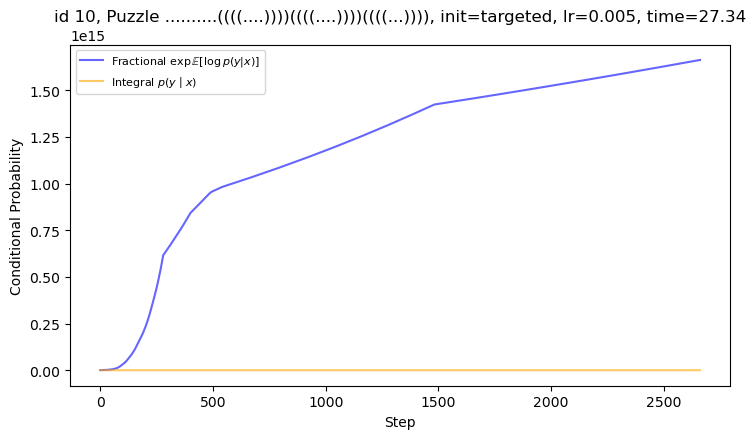 id 10, Puzzle ..........((((....))))((((....))))((((...)))), init=targeted, lr=0.005, time=27.34
1e15
Fractional exp𝔼[log p(y|x)]
Integral p(y | x)
1.50
1.25
1.00
0.75
0.50
0.25
0.00
Conditional Probability
0 500 1000 1500 2000 2500
Step